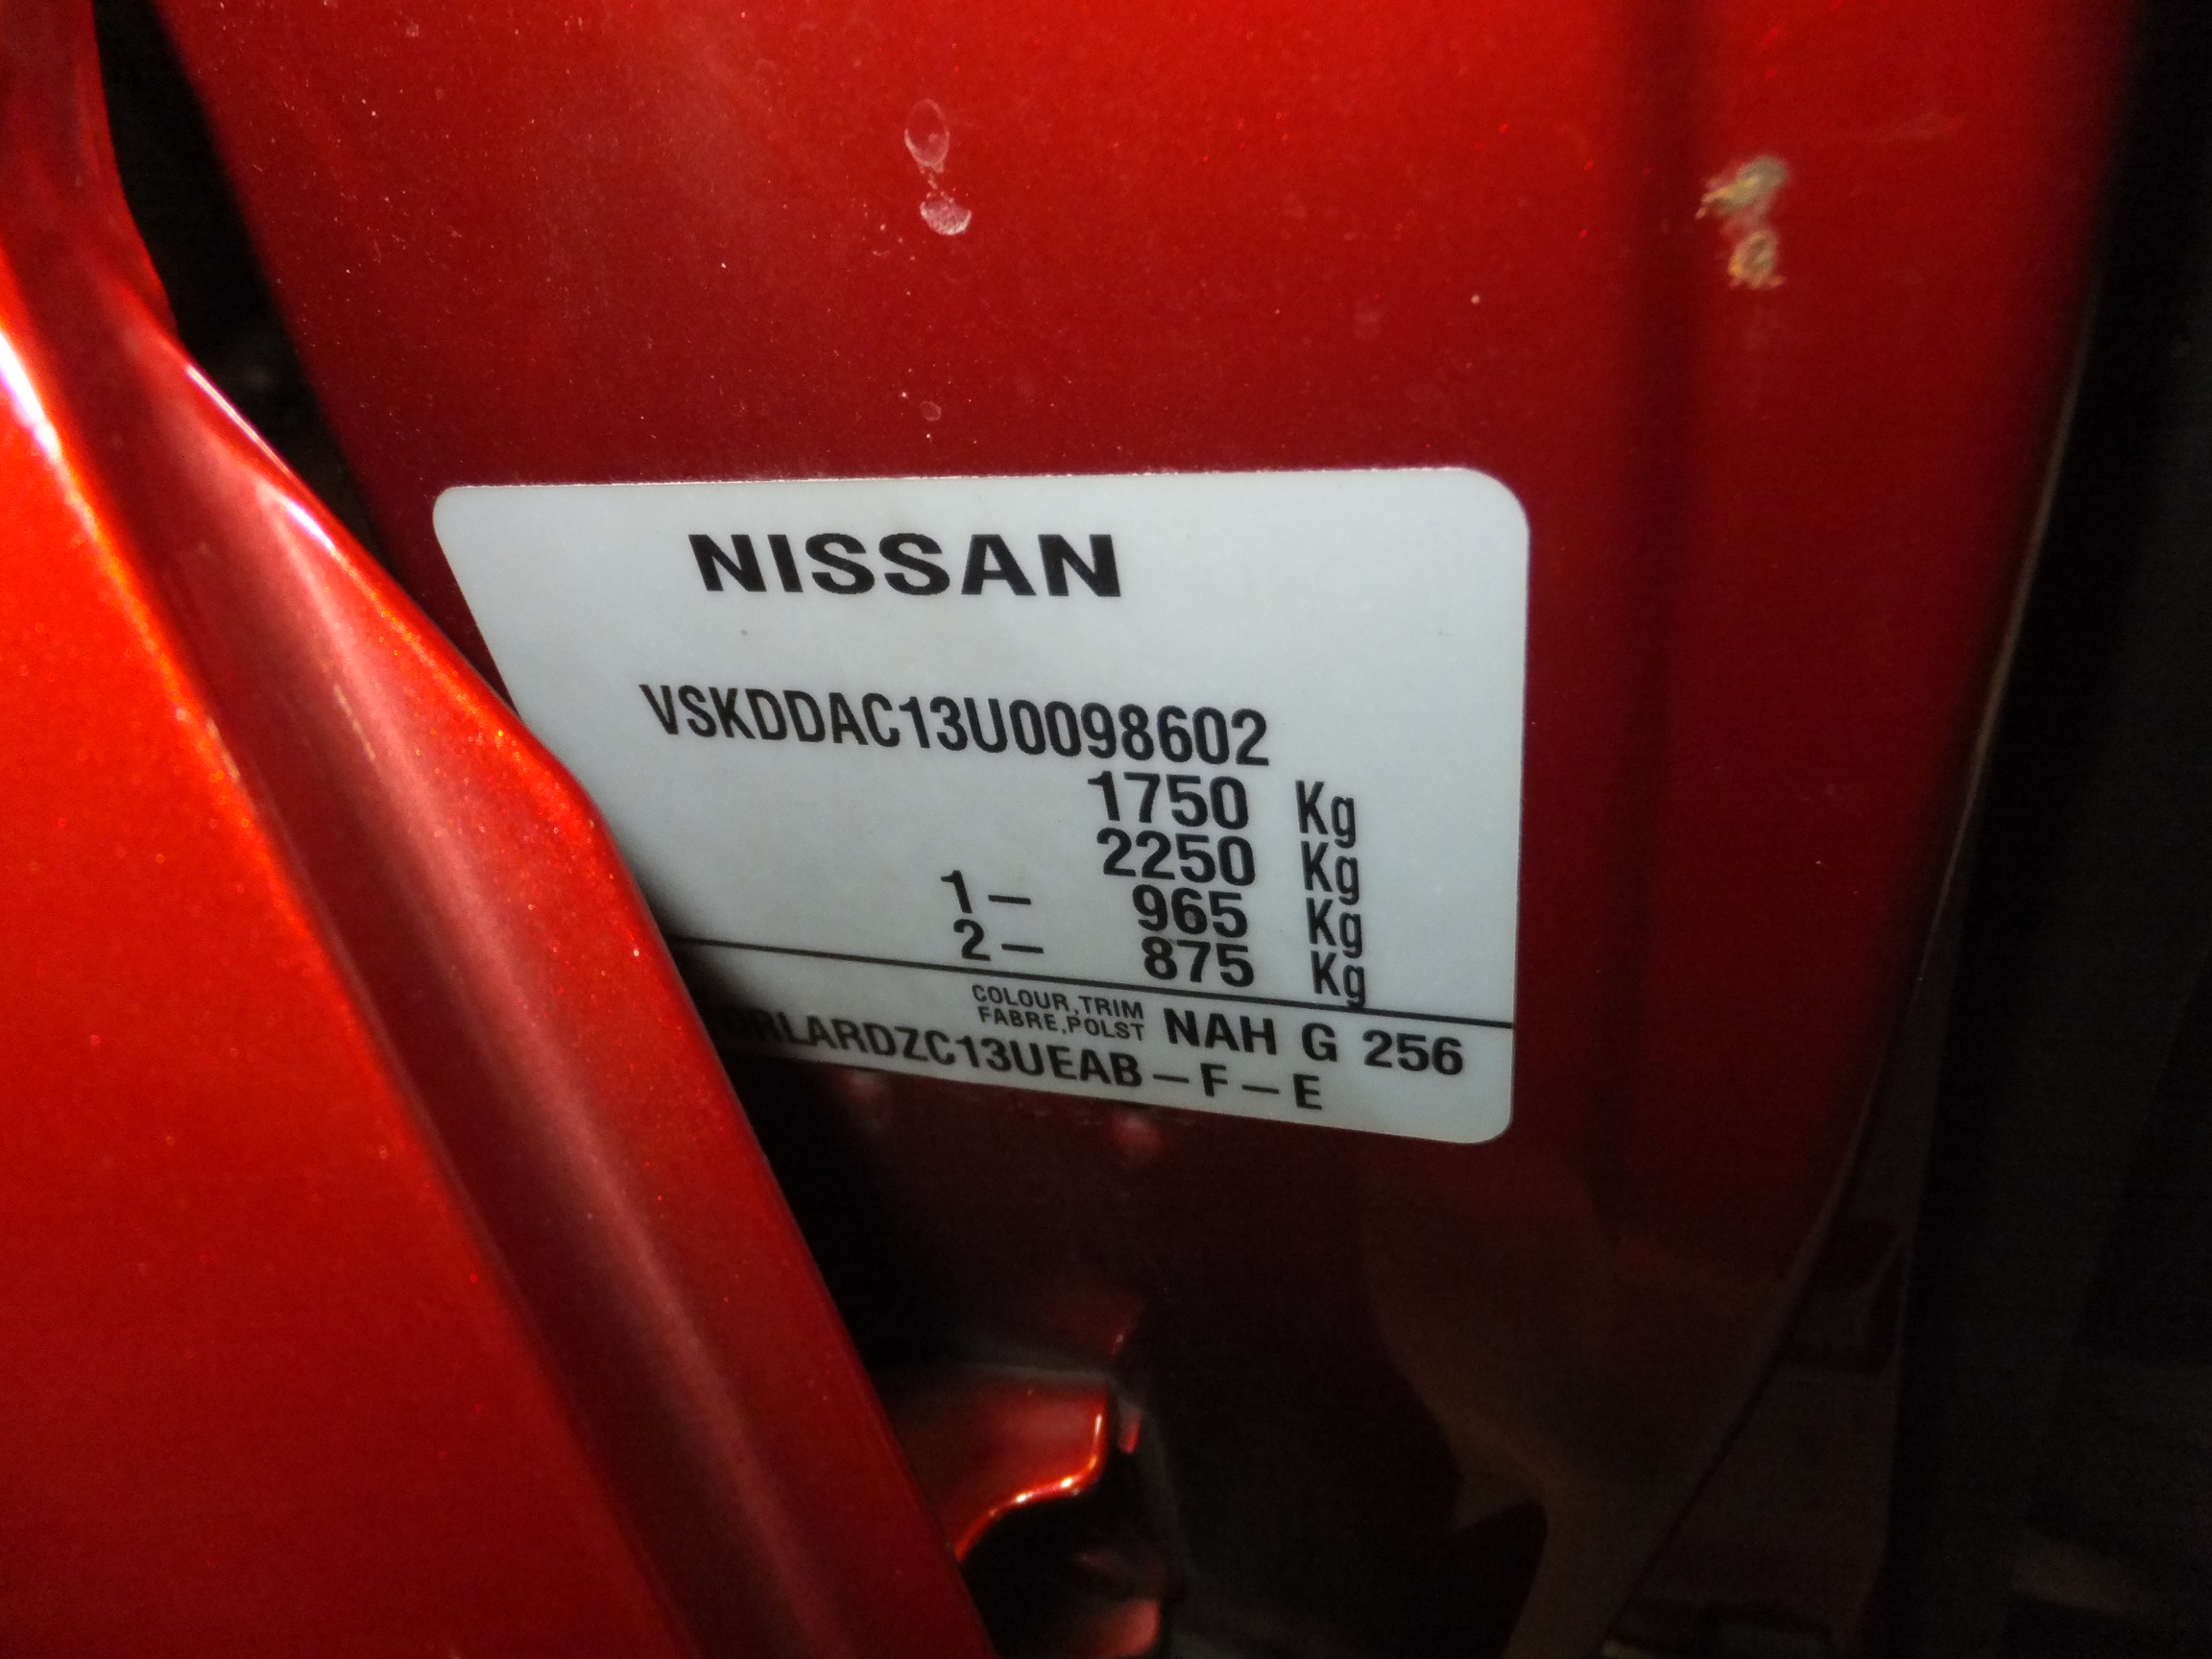 NISSAN
VSKDDAC13U0098602
1750 Kg
2250 Kg
1 – 965 Kg
2 – 875 Kg
COLOUR,TRIM
FABRE,POLST NAH G 256
RLARDZC13UEAB – F – E